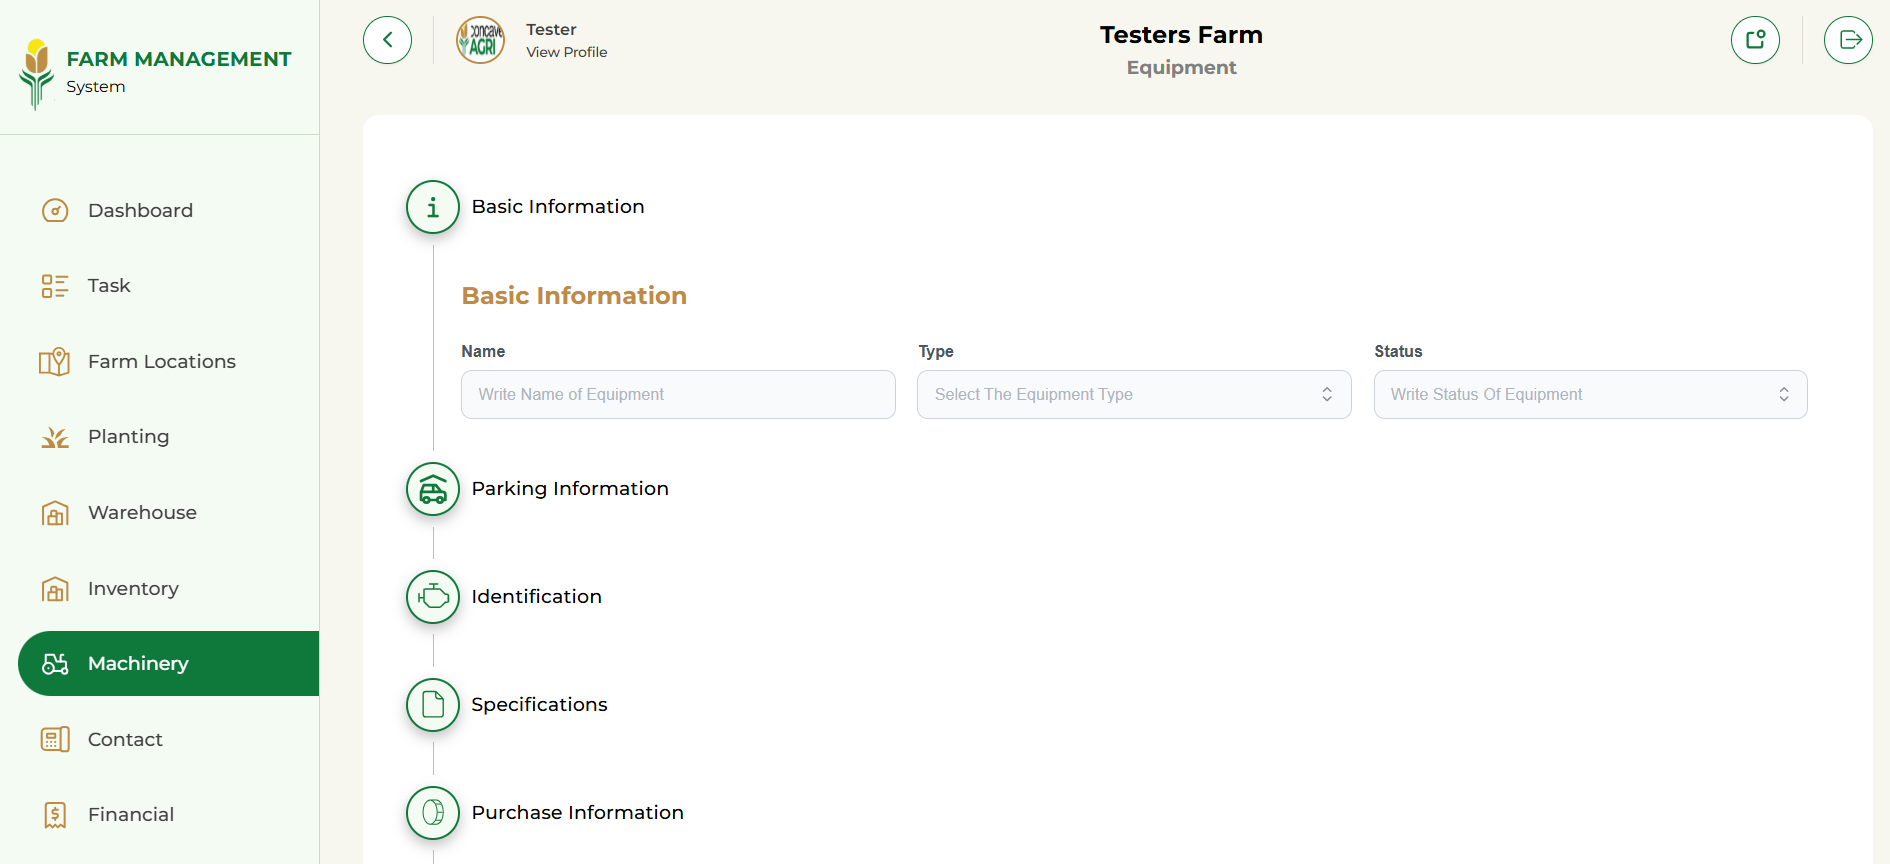 FARM MANAGEMENT
System
Dashboard
Task
Farm Locations
Planting
Warehouse
Inventory
Machinery
Contact
Financial
CONCAVE
AGRI
Tester
View Profile
Testers Farm
Equipment
Basic Information
Basic Information
Name
Type
Status
Write Name of Equipment
Select The Equipment Type
Write Status Of Equipment
Parking Information
Identification
Specifications
Purchase Information